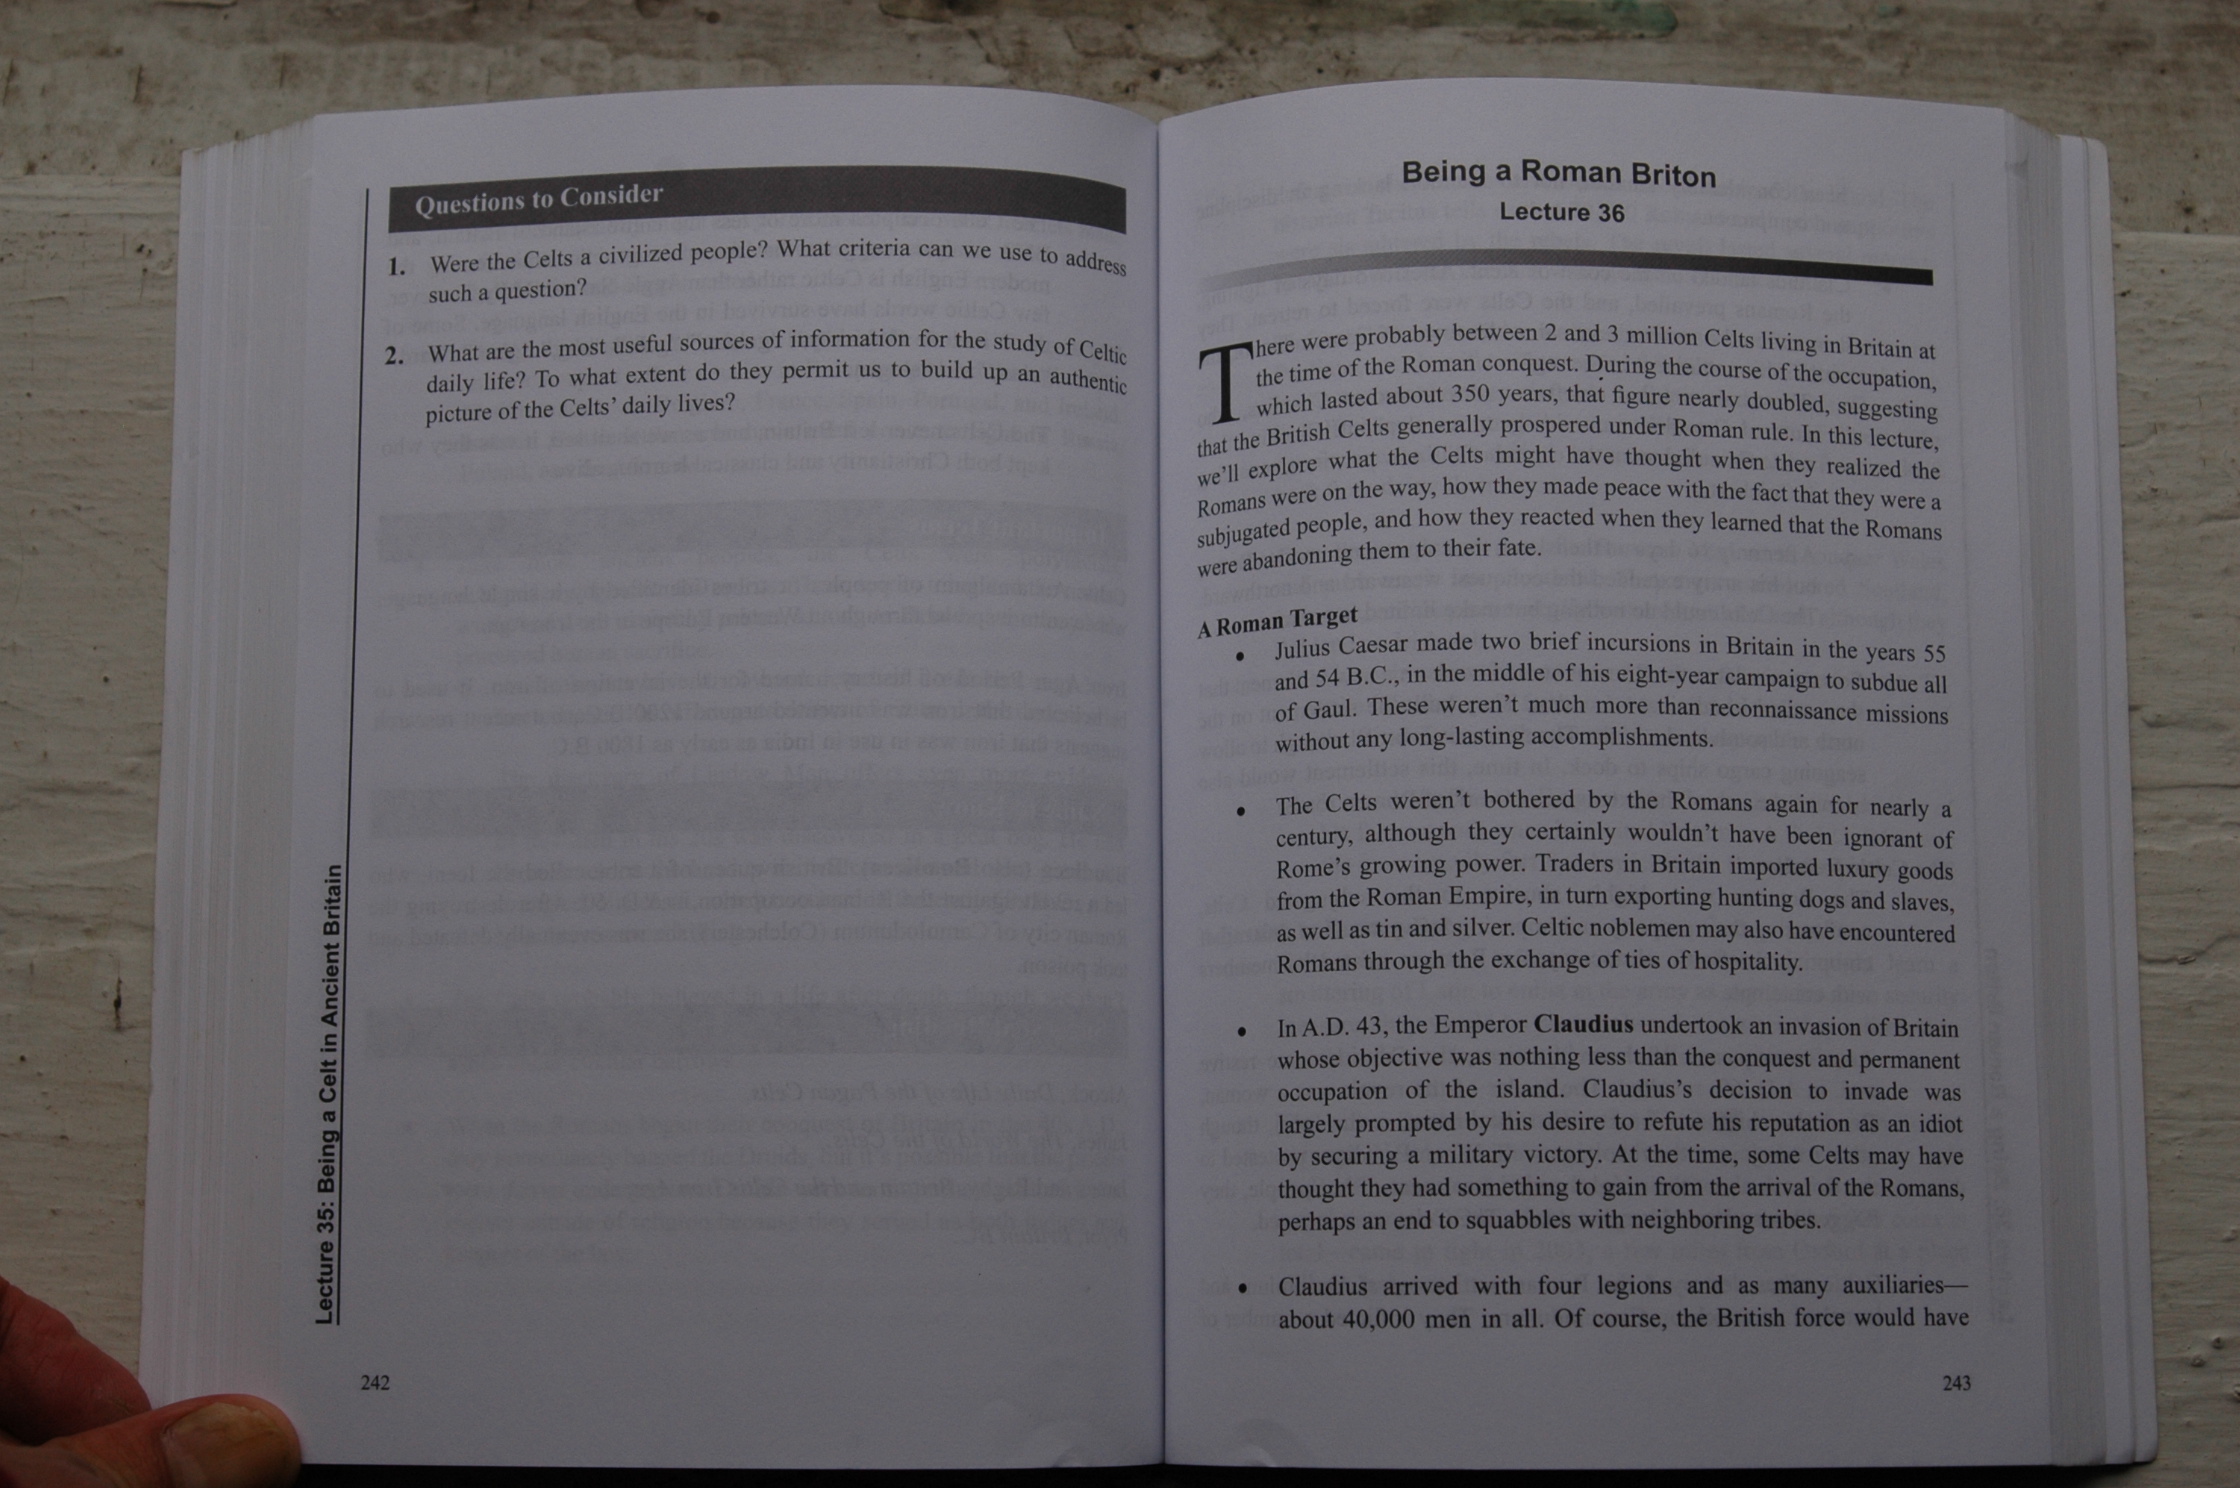 Questions to Consider
1. Were the Celts a civilized people? What criteria can we use to address
such a question?
2. What are the most useful sources of information for the study of Celtic
daily life? To what extent do they permit us to build up an authentic
picture of the Celts' daily lives?
Lecture 35: Being a Celt in Ancient Britain
242
Being a Roman Briton
Lecture 36
There were probably between 2 and 3 million Celts living in Britain at
the time of the Roman conquest. During the course of the occupation,
which lasted about 350 years, that figure nearly doubled, suggesting
that the British Celts generally prospered under Roman rule. In this lecture,
we'll explore what the Celts might have thought when they realized the
Romans were on the way, how they made peace with the fact that they were a
subjugated people, and how they reacted when they learned that the Romans
were abandoning them to their fate.
A Roman Target
• Julius Caesar made two brief incursions in Britain in the years 55
and 54 B.C., in the middle of his eight-year campaign to subdue all
of Gaul. These weren't much more than reconnaissance missions
without any long-lasting accomplishments.
• The Celts weren't bothered by the Romans again for nearly a
century, although they certainly wouldn't have been ignorant of
Rome's growing power. Traders in Britain imported luxury goods
from the Roman Empire, in turn exporting hunting dogs and slaves,
as well as tin and silver. Celtic noblemen may also have encountered
Romans through the exchange of ties of hospitality.
• In A.D. 43, the Emperor Claudius undertook an invasion of Britain
whose objective was nothing less than the conquest and permanent
occupation of the island. Claudius's decision to invade was
largely prompted by his desire to refute his reputation as an idiot
by securing a military victory. At the time, some Celts may have
thought they had something to gain from the arrival of the Romans,
perhaps an end to squabbles with neighboring tribes.
• Claudius arrived with four legions and as many auxiliaries—
about 40,000 men in all. Of course, the British force would have
243